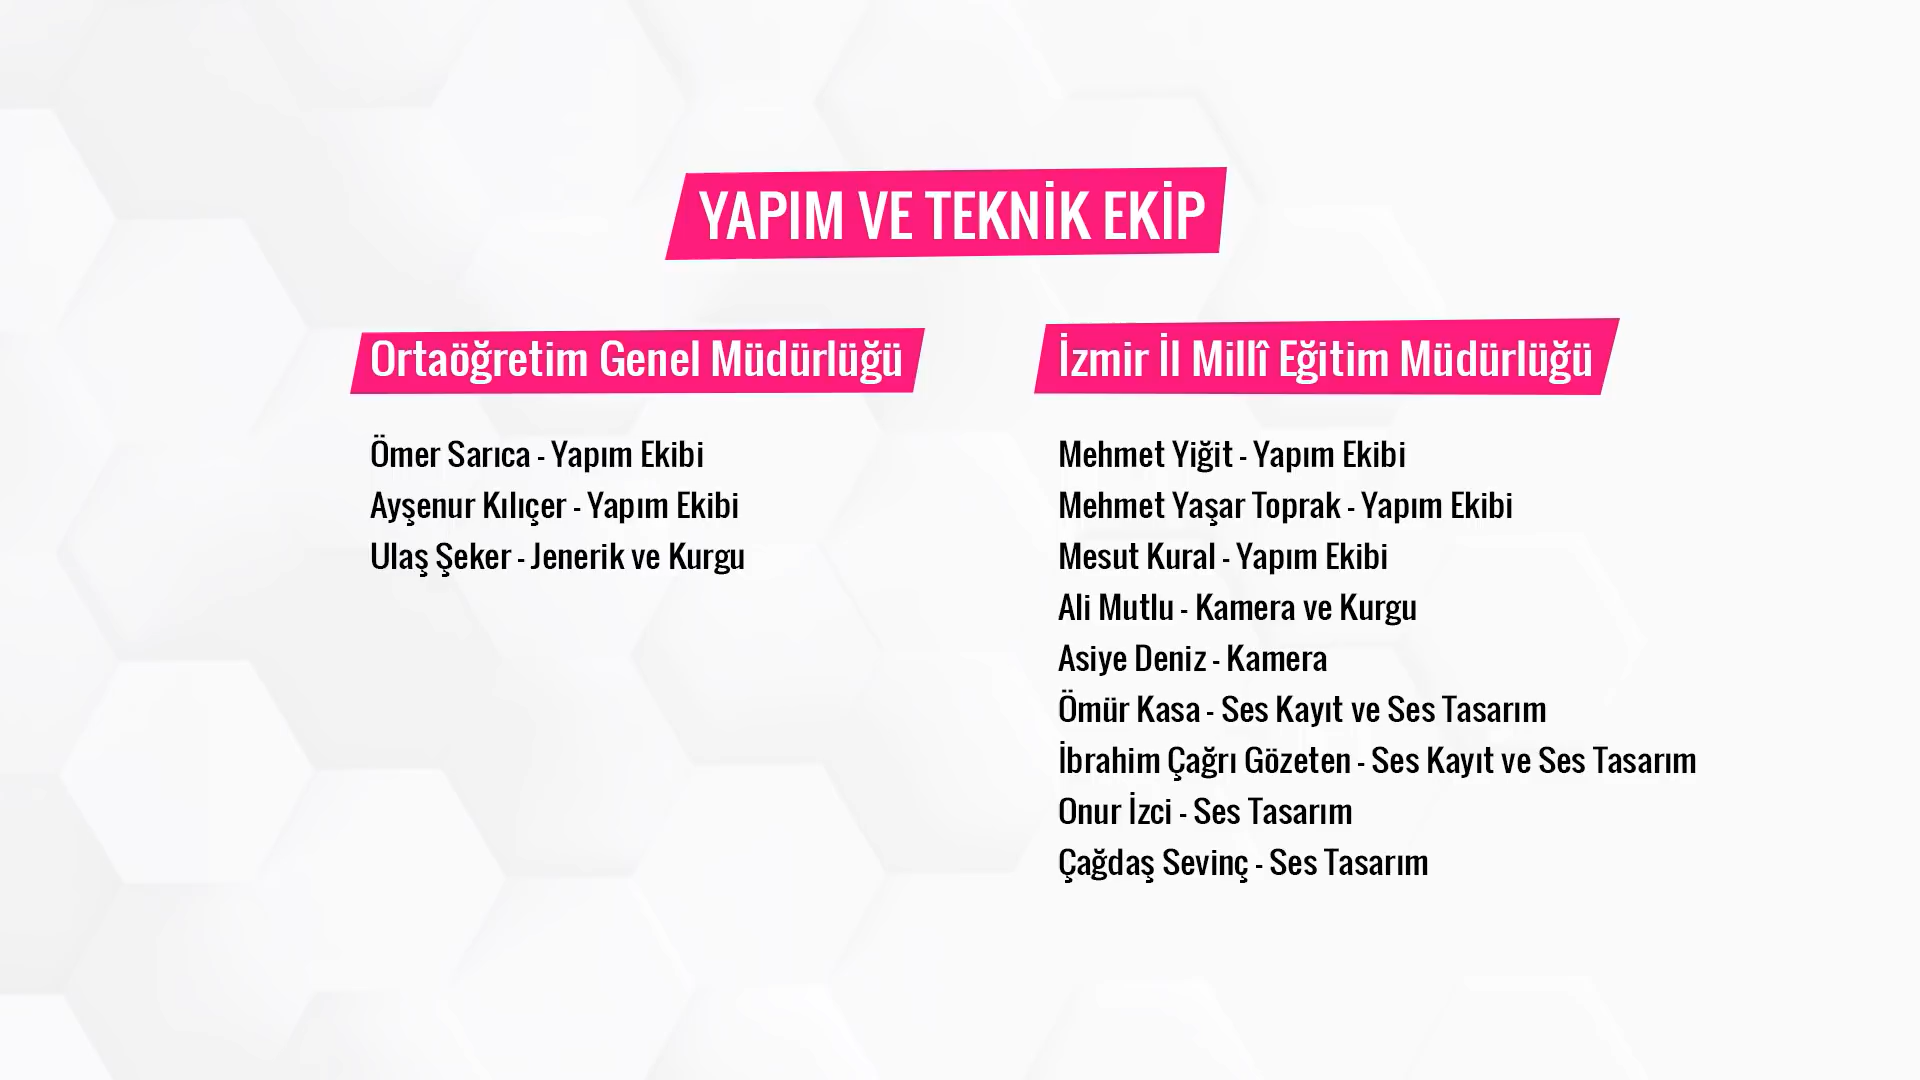 YAPIM VE TEKNİK EKİP
Ortaöğretim Genel Müdürlüğü
Ömer Sarıca - Yapım Ekibi
Ayşenur Kılıçer - Yapım Ekibi
Ulaş Şeker - Jenerik ve Kurgu
İzmir İl Millî Eğitim Müdürlüğü
Mehmet Yiğit - Yapım Ekibi
Mehmet Yaşar Toprak - Yapım Ekibi
Mesut Kural - Yapım Ekibi
Ali Mutlu - Kamera ve Kurgu
Asiye Deniz - Kamera
Ömür Kasa - Ses Kayıt ve Ses Tasarım
İbrahim Çağrı Gözeten - Ses Kayıt ve Ses Tasarım
Onur İzci - Ses Tasarım
Çağdaş Sevinç - Ses Tasarım